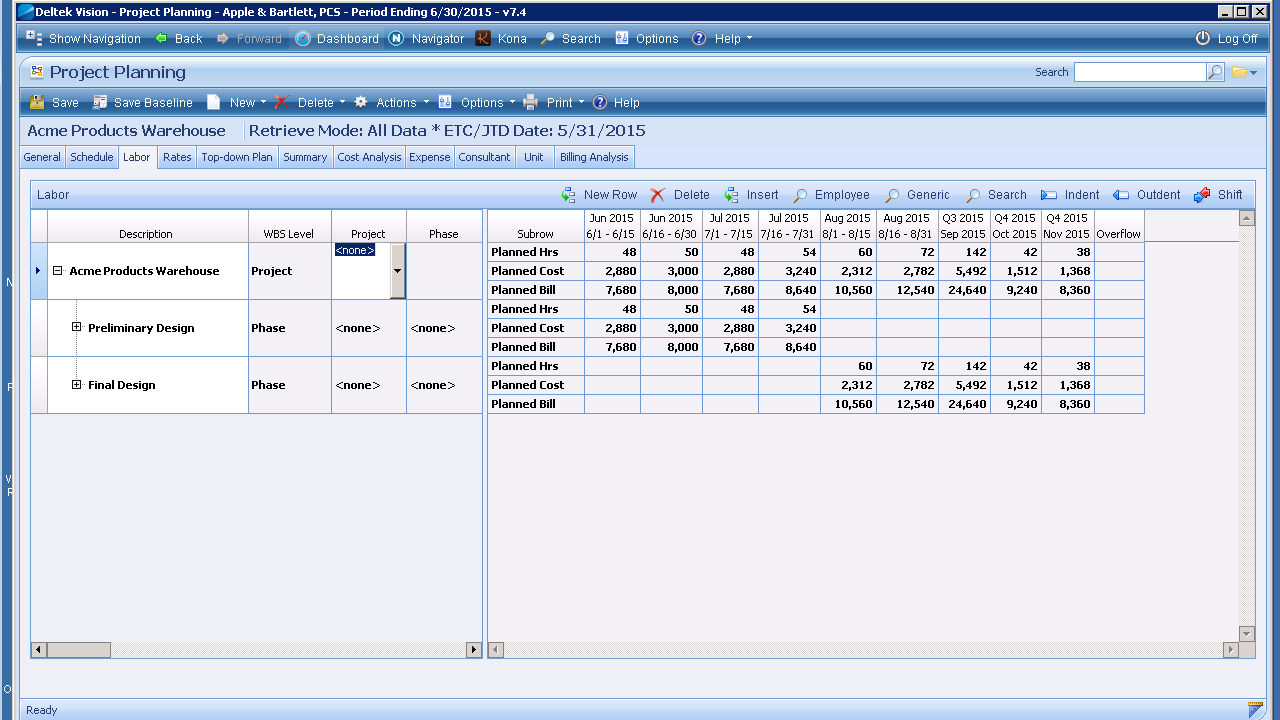 Deltek Vision - Project Planning - Apple & Bartlett, PCS - Period Ending 6/30/2015 - v7.4
Show Navigation Back Forward Dashboard Navigator Kona Search Options Help Log Off
Project Planning Search
Save Save Baseline New Delete Actions Options Print Help
Acme Products Warehouse Retrieve Mode: All Data * ETC/JTD Date: 5/31/2015
General Schedule Labor Rates Top-down Plan Summary Cost Analysis Expense Consultant Unit Billing Analysis
Labor New Row Delete Insert Employee Generic Search Indent Outdent Shift
Jun 2015 Jun 2015 Jul 2015 Jul 2015 Aug 2015 Aug 2015 Q3 2015 Q4 2015 Q4 2015
Description WBS Level Project Phase Subrow 6/1 - 6/15 6/16 - 6/30 7/1 - 7/15 7/16 - 7/31 8/1 - 8/15 8/16 - 8/31 Sep 2015 Oct 2015 Nov 2015 Overflow
<none> Planned Hrs 48 50 48 54 60 72 142 42 38
Acme Products Warehouse Project Planned Cost 2,880 3,000 2,880 3,240 2,312 2,782 5,492 1,512 1,368
Planned Bill 7,680 8,000 7,680 8,640 10,560 12,540 24,640 9,240 8,360
Planned Hrs 48 50 48 54
Preliminary Design Phase <none> <none> Planned Cost 2,880 3,000 2,880 3,240
Planned Bill 7,680 8,000 7,680 8,640
Planned Hrs 60 72 142 42 38
Final Design Phase <none> <none> Planned Cost 2,312 2,782 5,492 1,512 1,368
Planned Bill 10,560 12,540 24,640 9,240 8,360
Ready